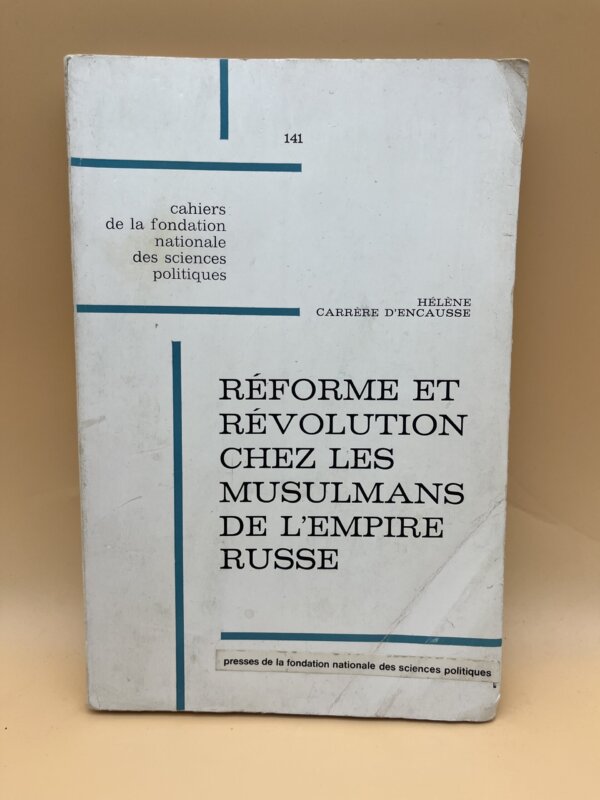 141
cahiers
de la fondation
nationale
des sciences
politiques
HÉLÈNE
CARRÈRE D'ENCAUSSE
RÉFORME ET
RÉVOLUTION
CHEZ LES
MUSULMANS
DE L'EMPIRE
RUSSE
presses de la fondation nationale des sciences politiques